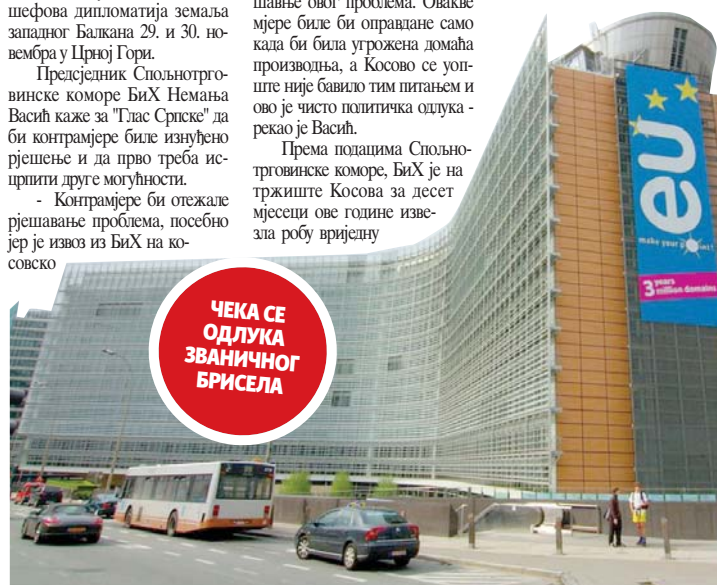 шефова дипломатија земаља
западног Балкана 29. и 30. но-
вембра у Црној Гори.
Предсједник Спољнотрго-
винске коморе БиХ Немања
Васић каже за "Глас Српске" да
би контрамјере биле изнуђено
рјешење и да прво треба ис-
црпити друге могућности.
- Контрамјере би отежале
рјешавање проблема, посебно
јер је извоз из БиХ на ко-
совско
шавње овог проблема. Овакве
мјере биле би оправдане само
када би била угрожена домаћа
производња, а Косово се уоп-
ште није бавило тим питањем и
ово је чисто политичка одлука -
рекао је Васић.
Према подацима Спољно-
трговинске коморе, БиХ је на
тржиште Косова за десет
мјесеци ове године изве-
зла робу вриједну
ЧЕКА СЕ
ОДЛУКА
ЗВАНИЧНОГ
БРИСЕЛА
eu
make your point!
3 years
million domains